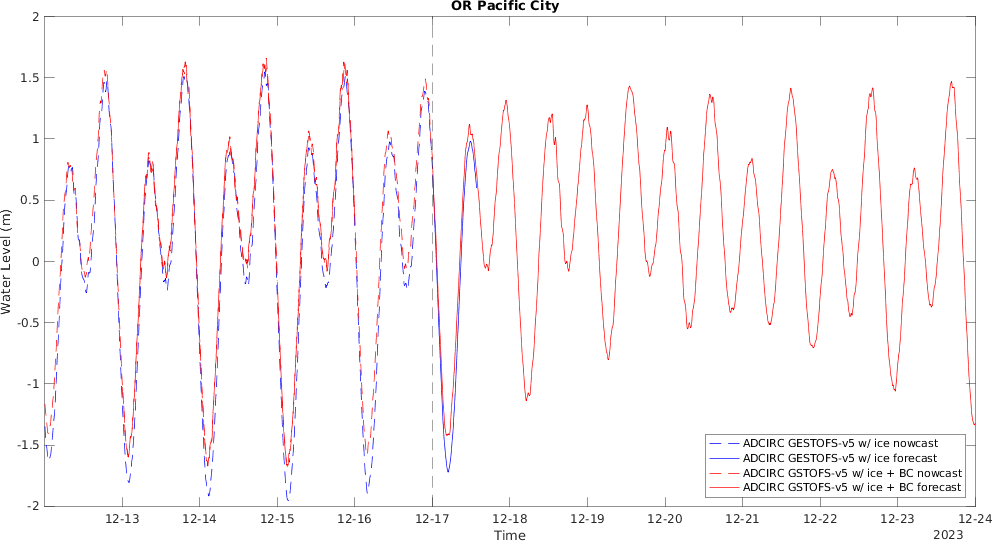 OR Pacific City
2
1.5
1
0.5
0
-0.5
-1
-1.5
-2
Water Level (m)
12-13 12-14 12-15 12-16 12-17 12-18 12-19 12-20 12-21 12-22 12-23 12-24
Time
2023
ADCIRC GESTOFS-v5 w/ ice nowcast
ADCIRC GESTOFS-v5 w/ ice forecast
ADCIRC GSTOFS-v5 w/ ice + BC nowcast
ADCIRC GSTOFS-v5 w/ ice + BC forecast